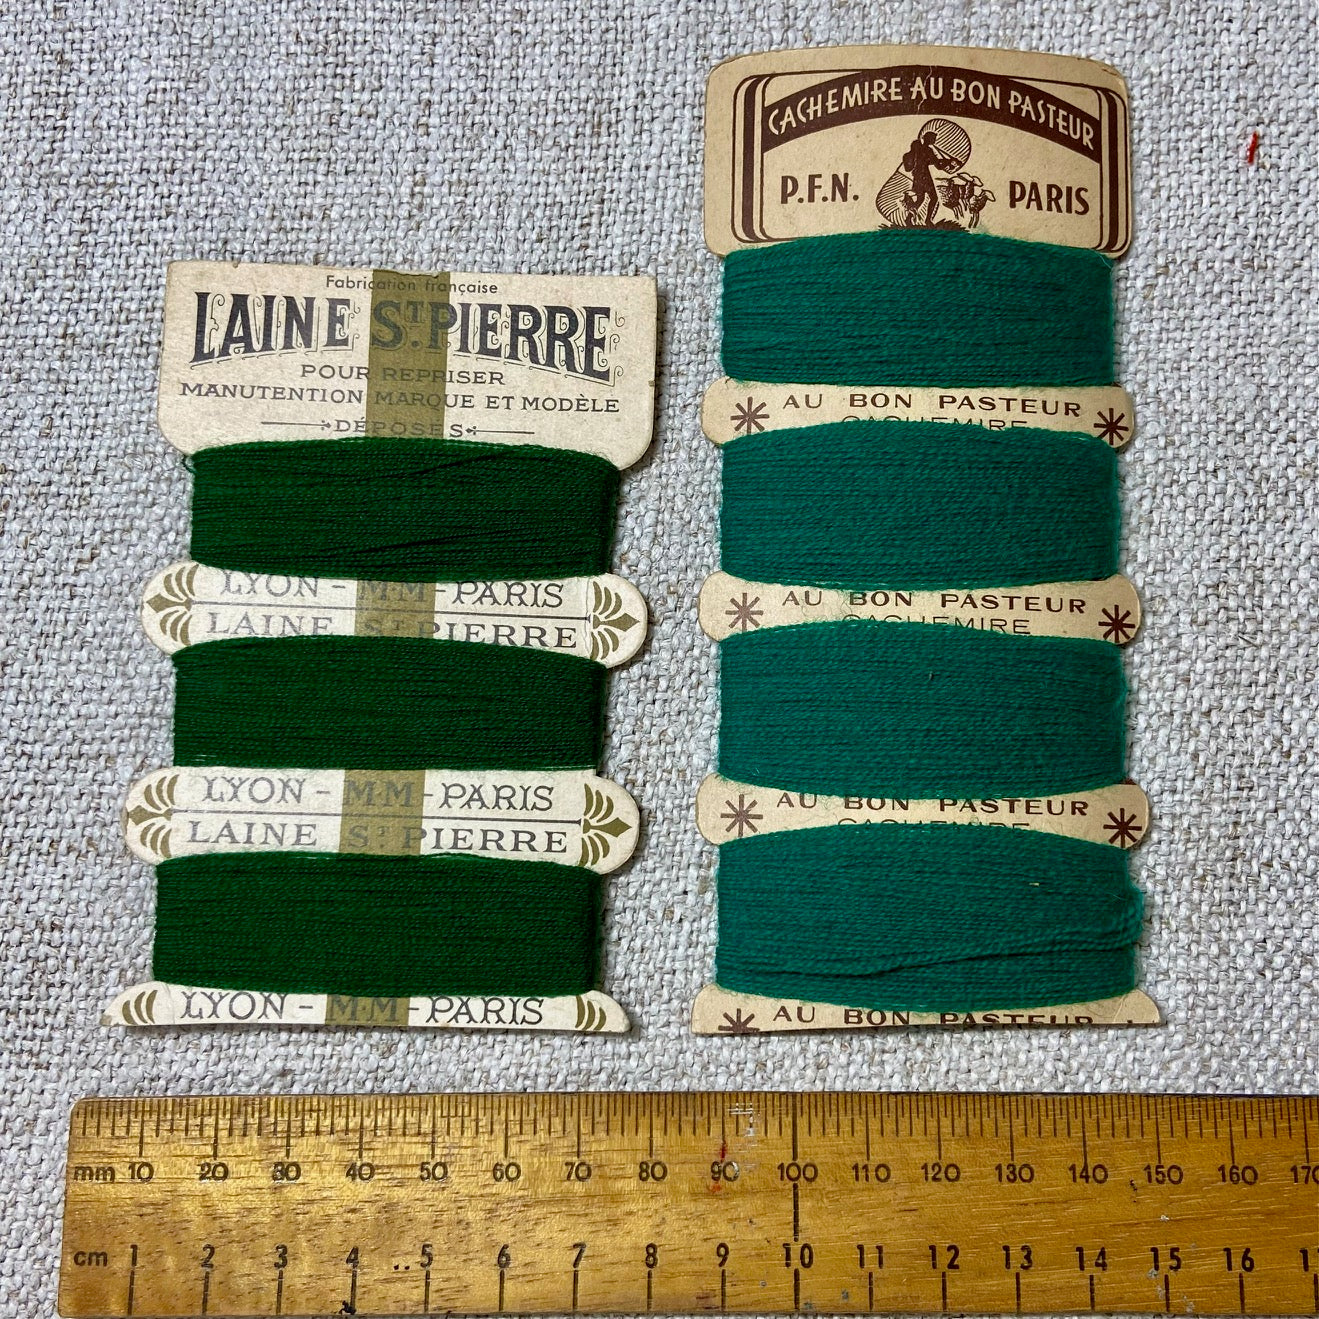 Fabrication française
LAINE ST PIERRE
POUR REPRISER
MANUTENTION MARQUE ET MODÈLE
DÉPOSÉS
LYON - M·M - PARIS
LAINE ST PIERRE
LYON - M·M - PARIS
LAINE ST PIERRE
LYON - M·M - PARIS
CACHEMIRE AU BON PASTEUR
P.F.N. PARIS
AU BON PASTEUR
CACHEMIRE
AU BON PASTEUR
CACHEMIRE
AU BON PASTEUR
CACHEMIRE
AU BON PASTEUR
mm 10 20 30 40 50 60 70 80 90 100 110 120 130 140 150 160 170
cm 1 2 3 4 5 6 7 8 9 10 11 12 13 14 15 16